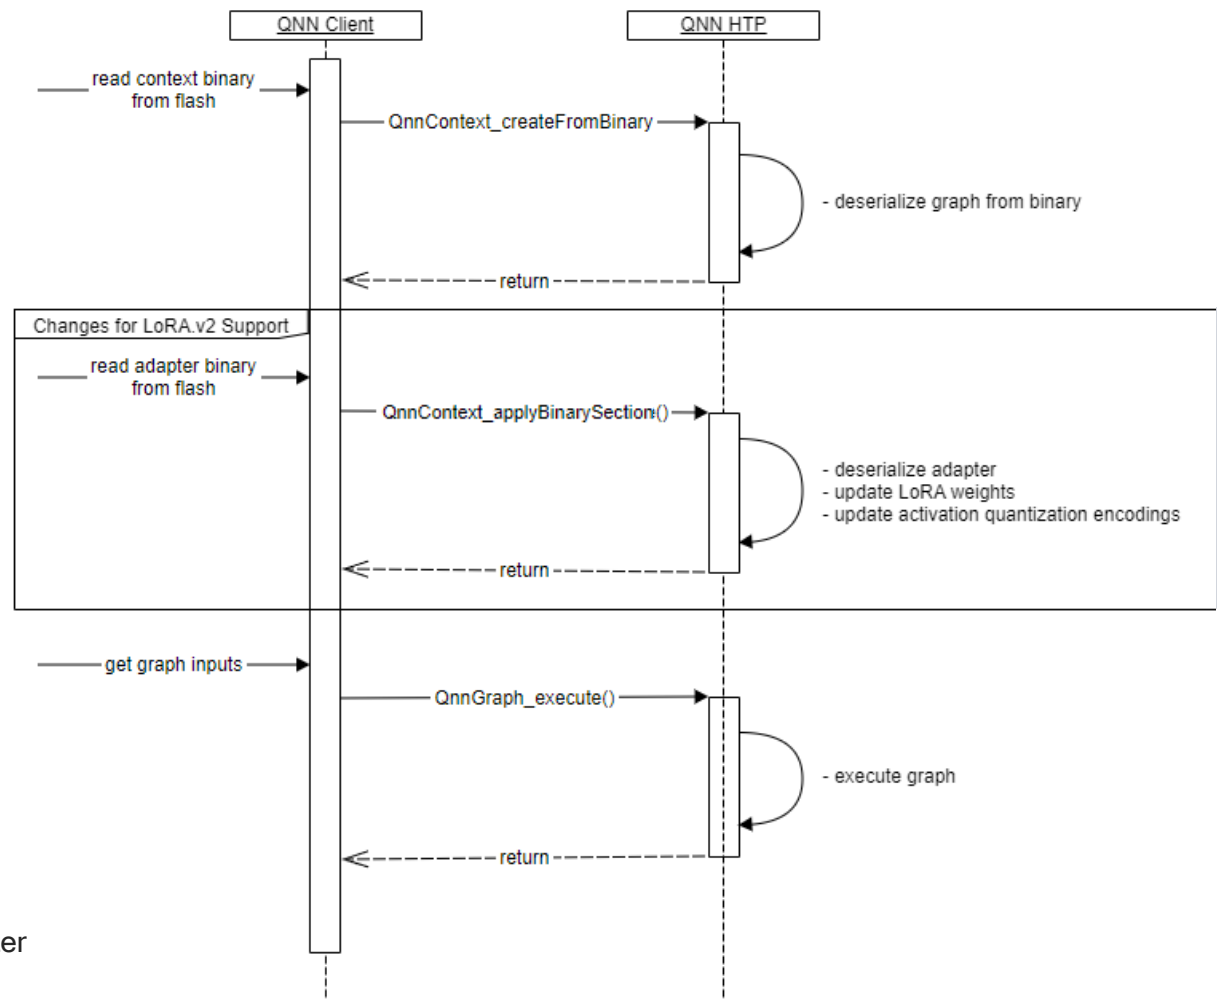 QNN Client
QNN HTP
read context binary
from flash
QnnContext_createFromBinary
- deserialize graph from binary
return
Changes for LoRA.v2 Support
read adapter binary
from flash
QnnContext_applyBinarySection()
- deserialize adapter
- update LoRA weights
- update activation quantization encodings
return
get graph inputs
QnnGraph_execute()
- execute graph
return
er